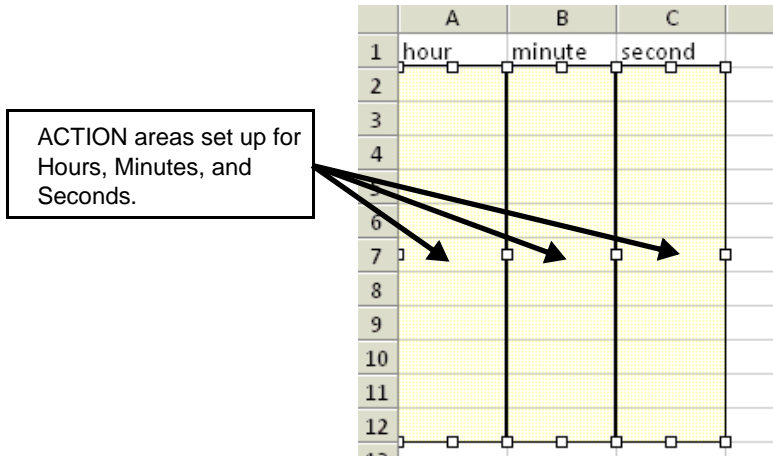 A B C
1 hour minute second
2
3
ACTION areas set up for
Hours, Minutes, and
Seconds.
4
5
6
7
8
9
10
11
12